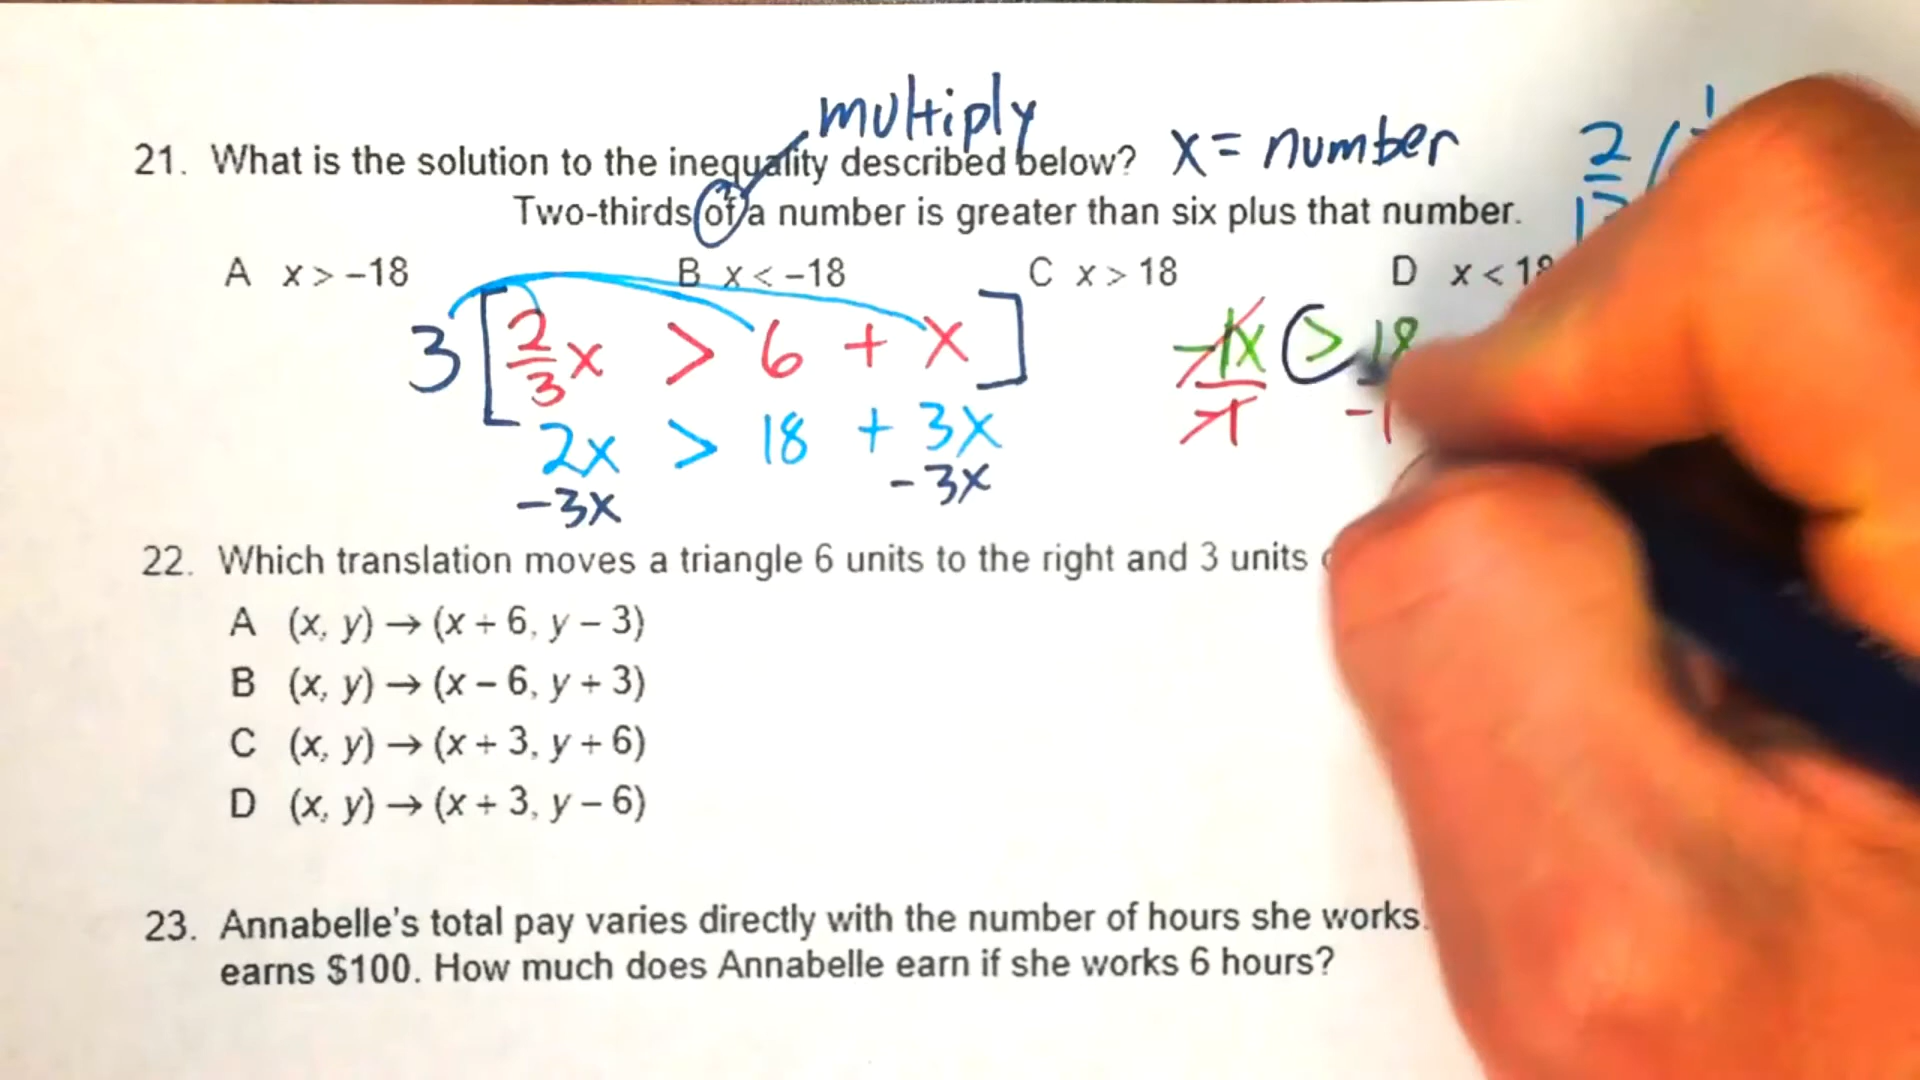 multiply
21. What is the solution to the inequality described below? x = number
Two-thirds of a number is greater than six plus that number.
A x > −18 B x < −18 C x > 18 D x < 18
3[2/3 x > 6 + x] -1x > 18
-1 -1
2x > 18 + 3x
-3x -3x
22. Which translation moves a triangle 6 units to the right and 3 units
A (x, y) → (x + 6, y − 3)
B (x, y) → (x − 6, y + 3)
C (x, y) → (x + 3, y + 6)
D (x, y) → (x + 3, y − 6)
23. Annabelle's total pay varies directly with the number of hours she works.
earns $100. How much does Annabelle earn if she works 6 hours?